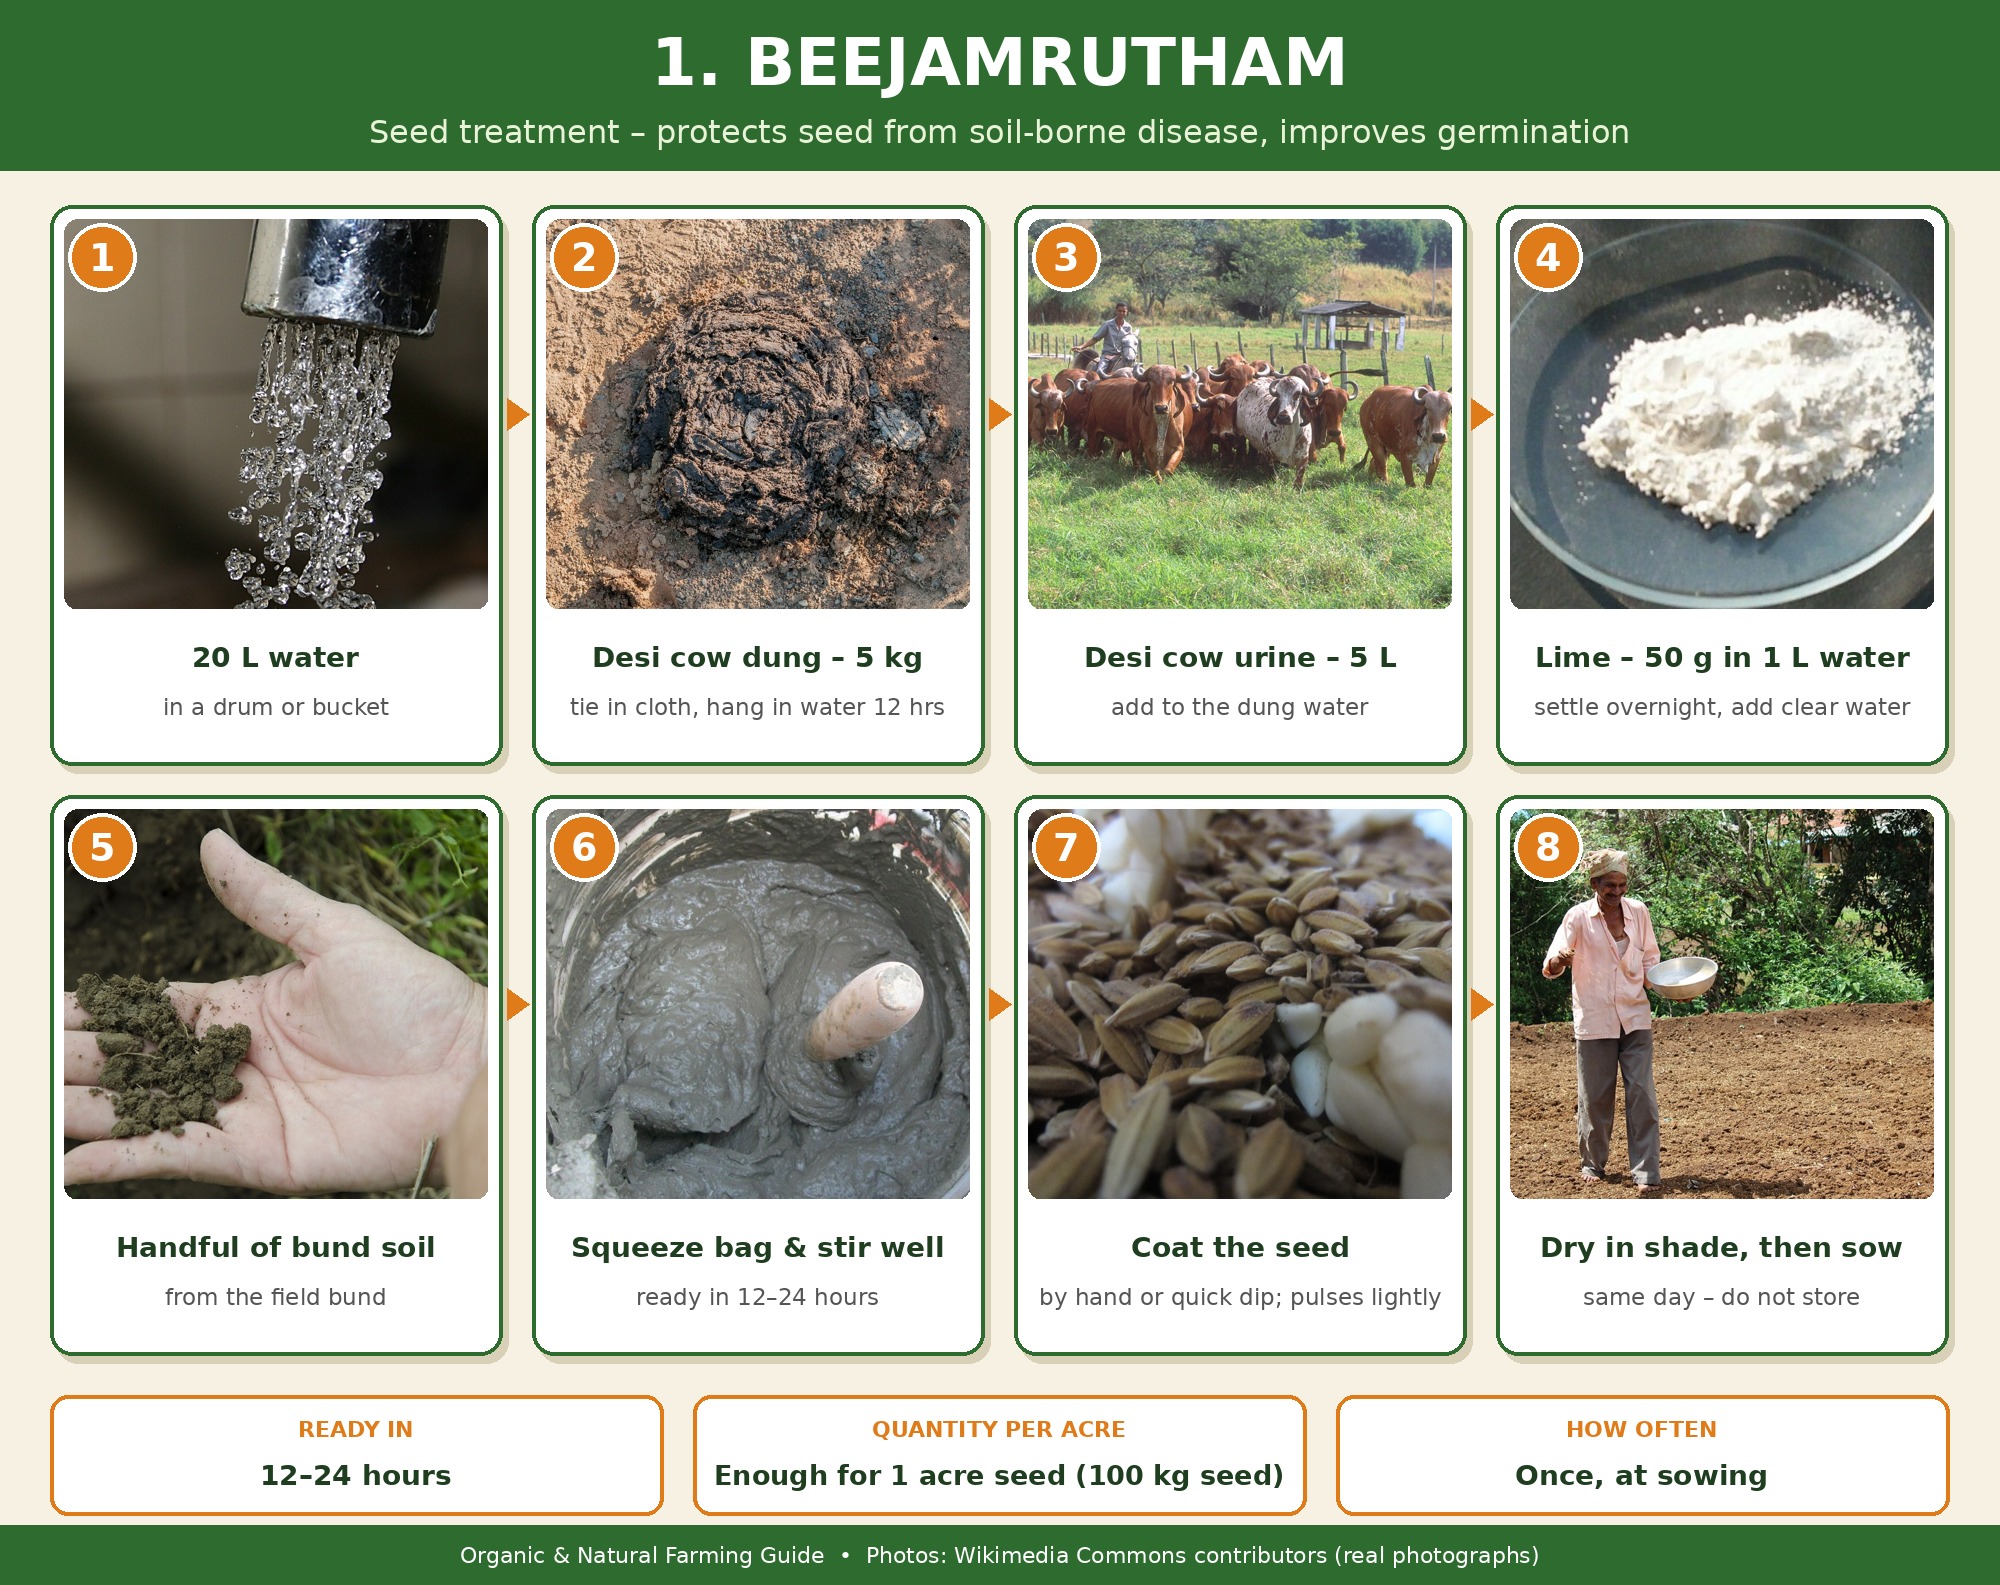 1. BEEJAMRUTHAM
Seed treatment – protects seed from soil-borne disease, improves germination
1
2
3
4
20 L water
in a drum or bucket
Desi cow dung – 5 kg
tie in cloth, hang in water 12 hrs
Desi cow urine – 5 L
add to the dung water
Lime – 50 g in 1 L water
settle overnight, add clear water
5
6
7
8
Handful of bund soil
from the field bund
Squeeze bag & stir well
ready in 12–24 hours
Coat the seed
by hand or quick dip; pulses lightly
Dry in shade, then sow
same day – do not store
READY IN
12–24 hours
QUANTITY PER ACRE
Enough for 1 acre seed (100 kg seed)
HOW OFTEN
Once, at sowing
Organic & Natural Farming Guide • Photos: Wikimedia Commons contributors (real photographs)